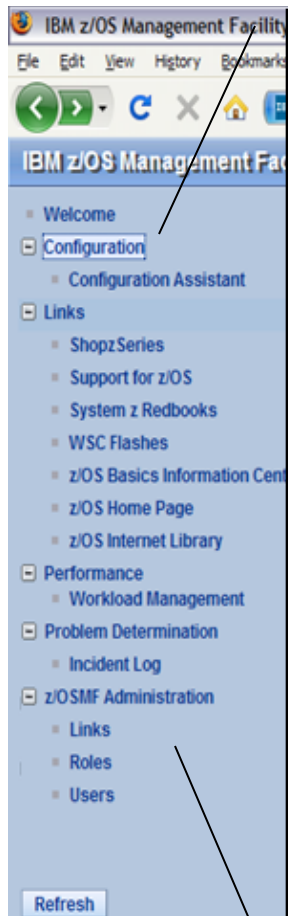 IBM z/OS Management Facility
File Edit View History Bookmarks
IBM z/OS Management Fac
Welcome
Configuration
Configuration Assistant
Links
ShopzSeries
Support for z/OS
System z Redbooks
WSC Flashes
z/OS Basics Information Cent
z/OS Home Page
z/OS Internet Library
Performance
Workload Management
Problem Determination
Incident Log
z/OSMF Administration
Links
Roles
Users
Refresh